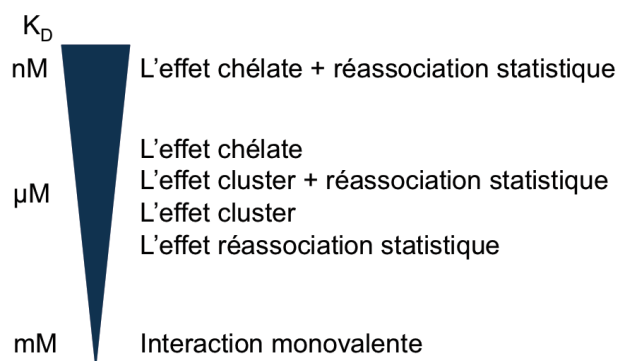 K_D
nM L'effet chélate + réassociation statistique
L'effet chélate
µM L'effet cluster + réassociation statistique
L'effet cluster
L'effet réassociation statistique
mM Interaction monovalente